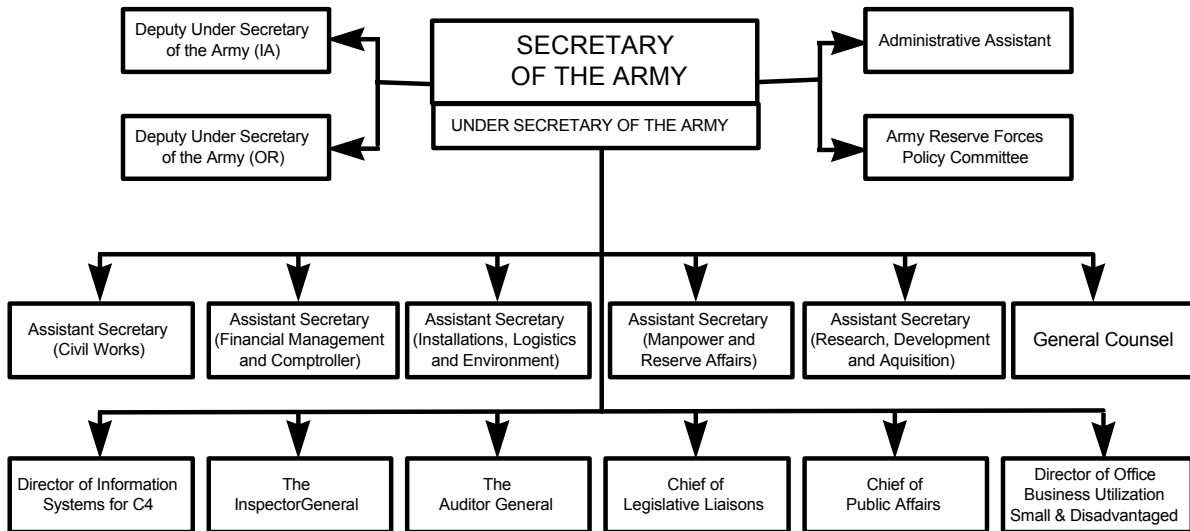 Deputy Under Secretary
of the Army (IA)
SECRETARY
OF THE ARMY
Administrative Assistant
UNDER SECRETARY OF THE ARMY
Deputy Under Secretary
of the Army (OR)
Army Reserve Forces
Policy Committee
Assistant Secretary
(Civil Works)
Assistant Secretary
(Financial Management
and Comptroller)
Assistant Secretary
(Installations, Logistics
and Environment)
Assistant Secretary
(Manpower and
Reserve Affairs)
Assistant Secretary
(Research, Development
and Aquisition)
General Counsel
Director of Information
Systems for C4
The
InspectorGeneral
The
Auditor General
Chief of
Legislative Liaisons
Chief of
Public Affairs
Director of Office
Business Utilization
Small & Disadvantaged